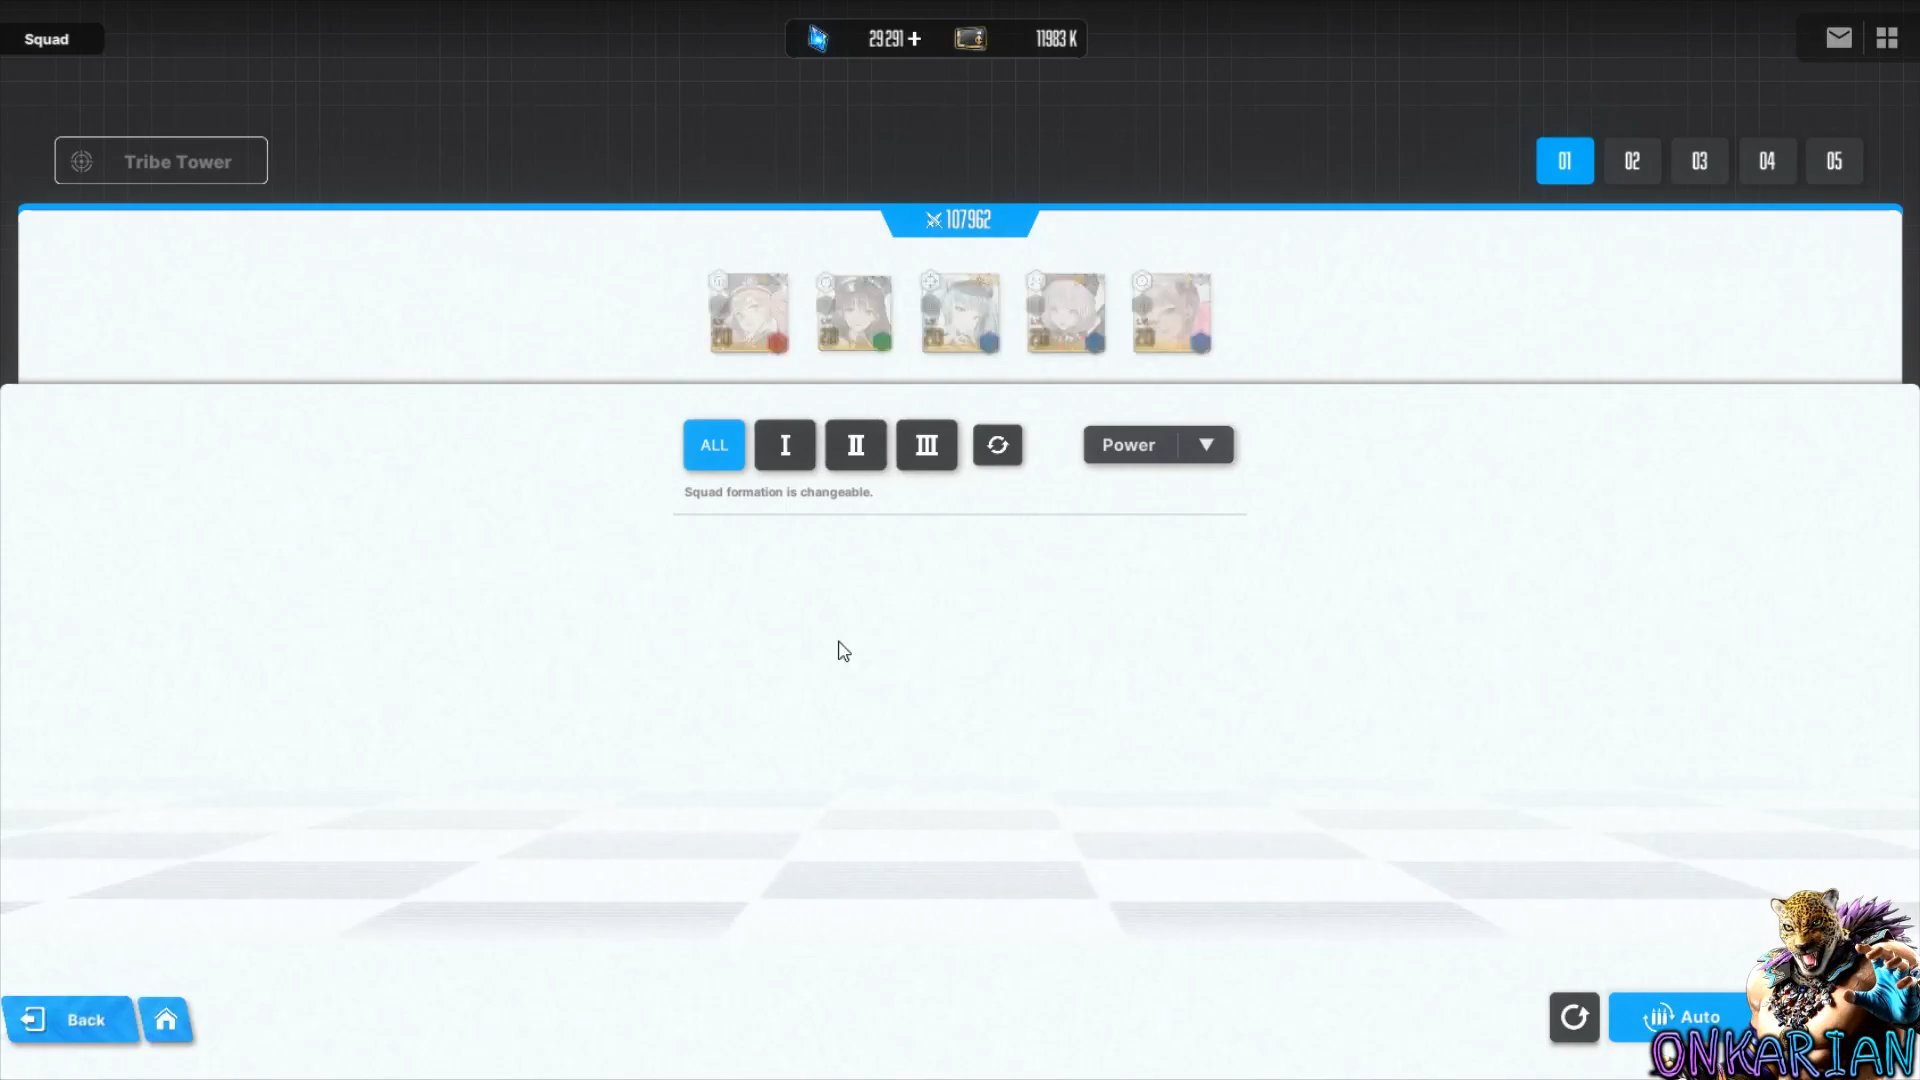 Squad
29291 +
11983 K
Tribe Tower
01
02
03
04
05
107962
ALL
I
II
III
Power
Squad formation is changeable.
Back
Auto
ONKARIAN